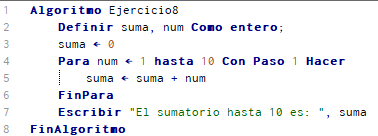 1 Algoritmo Ejercicio8
2 Definir suma, num Como entero;
3 suma ← 0
4 Para num ← 1 hasta 10 Con Paso 1 Hacer
5 suma ← suma + num
6 FinPara
7 Escribir "El sumatorio hasta 10 es: ", suma
8 FinAlgoritmo